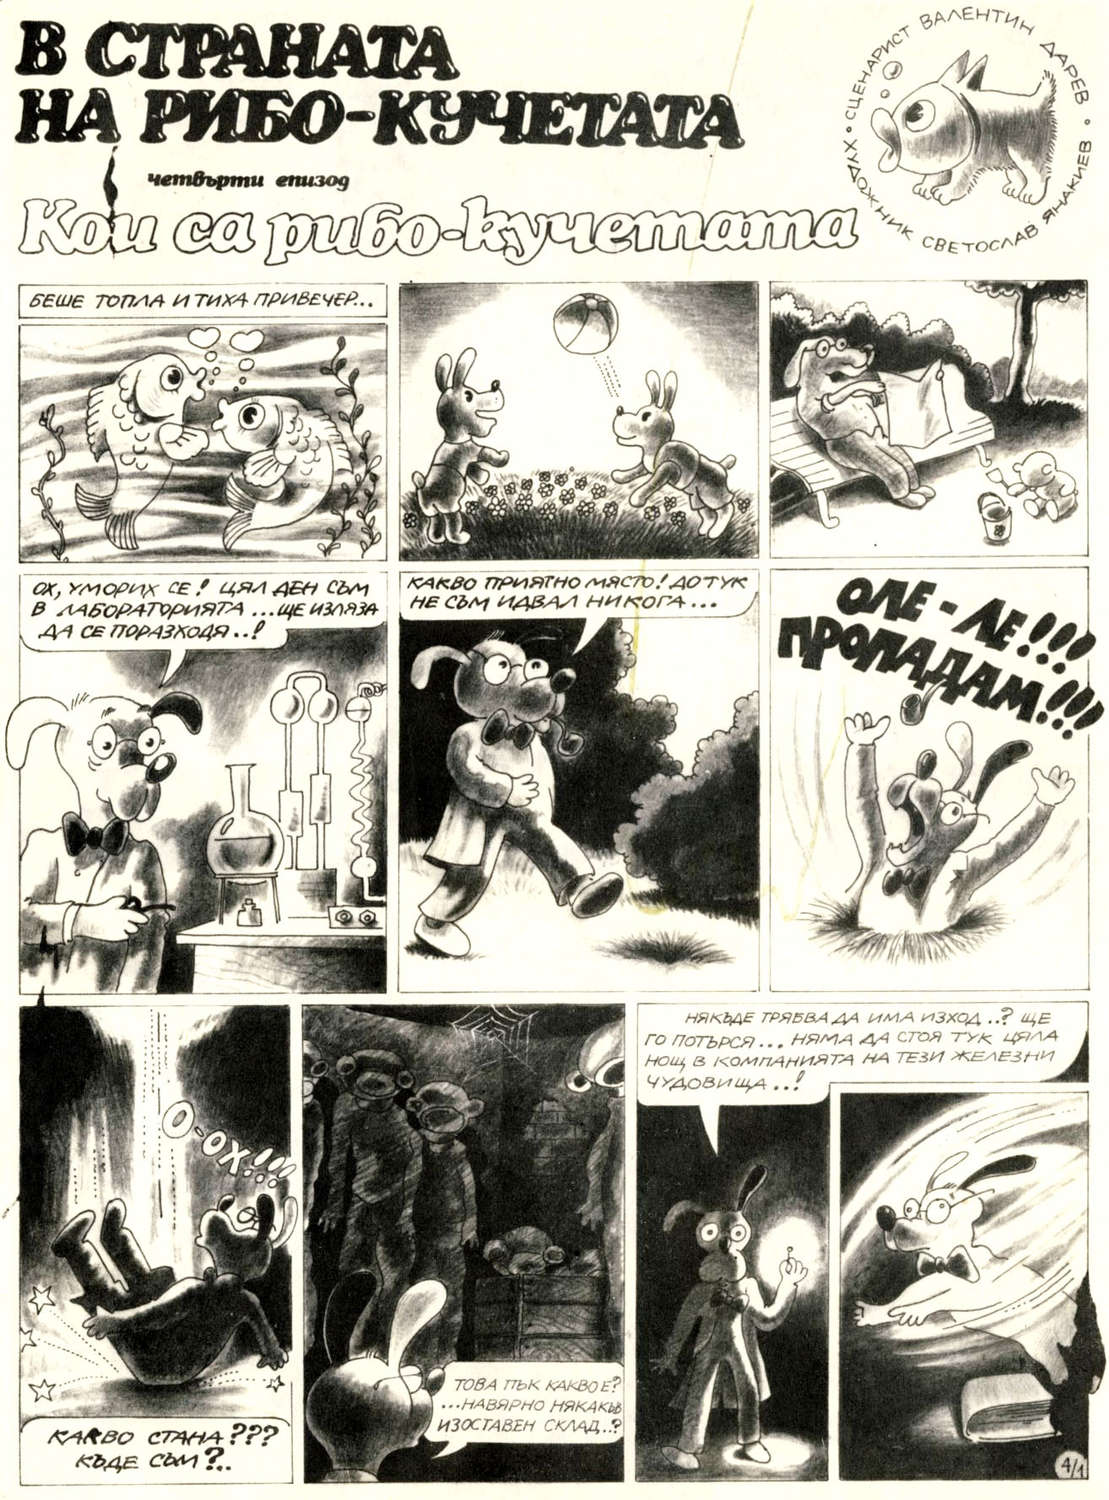 В СТРАНАТА
НА РИБО-КУЧЕТАТА
четвърти епизод
Кои са рибо-кучетата
• СЦЕНАРИСТ ВАЛЕНТИН ДАРЕВ •
ХУДОЖНИК СВЕТОСЛАВ ЯНАКИЕВ
БЕШЕ ТОПЛА И ТИХА ПРИВЕЧЕР...
ОХ, УМОРИХ СЕ! ЦЯЛ ДЕН СЪМ
В ЛАБОРАТОРИЯТА ...ЩЕ ИЗЛЯЗА
ДА СЕ ПОРАЗХОДЯ..!
КАКВО ПРИЯТНО МЯСТО! ДО ТУК
НЕ СЪМ ИДВАЛ НИКОГА...
ОЛЕ-ЛЕ!!!
ПРОПАДАМ!!!
О-ОХ!!!
КАКВО СТАНА???
КЪДЕ СЪМ?..
ТОВА ПЪК КАКВО Е?
...НАВЯРНО НЯКАКЪВ
ИЗОСТАВЕН СКЛАД..?
НЯКЪДЕ ТРЯБВА ДА ИМА ИЗХОД..? ЩЕ
ГО ПОТЪРСЯ... НЯМА ДА СТОЯ ТУК ЦЯЛА
НОЩ В КОМПАНИЯТА НА ТЕЗИ ЖЕЛЕЗНИ
ЧУДОВИЩА..!
4/1